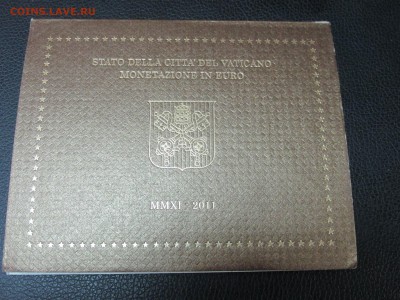 COINS.LAVE.RU
STATO DELLA CITTA' DEL VATICANO
MONETAZIONE IN EURO
MMXI - 2011